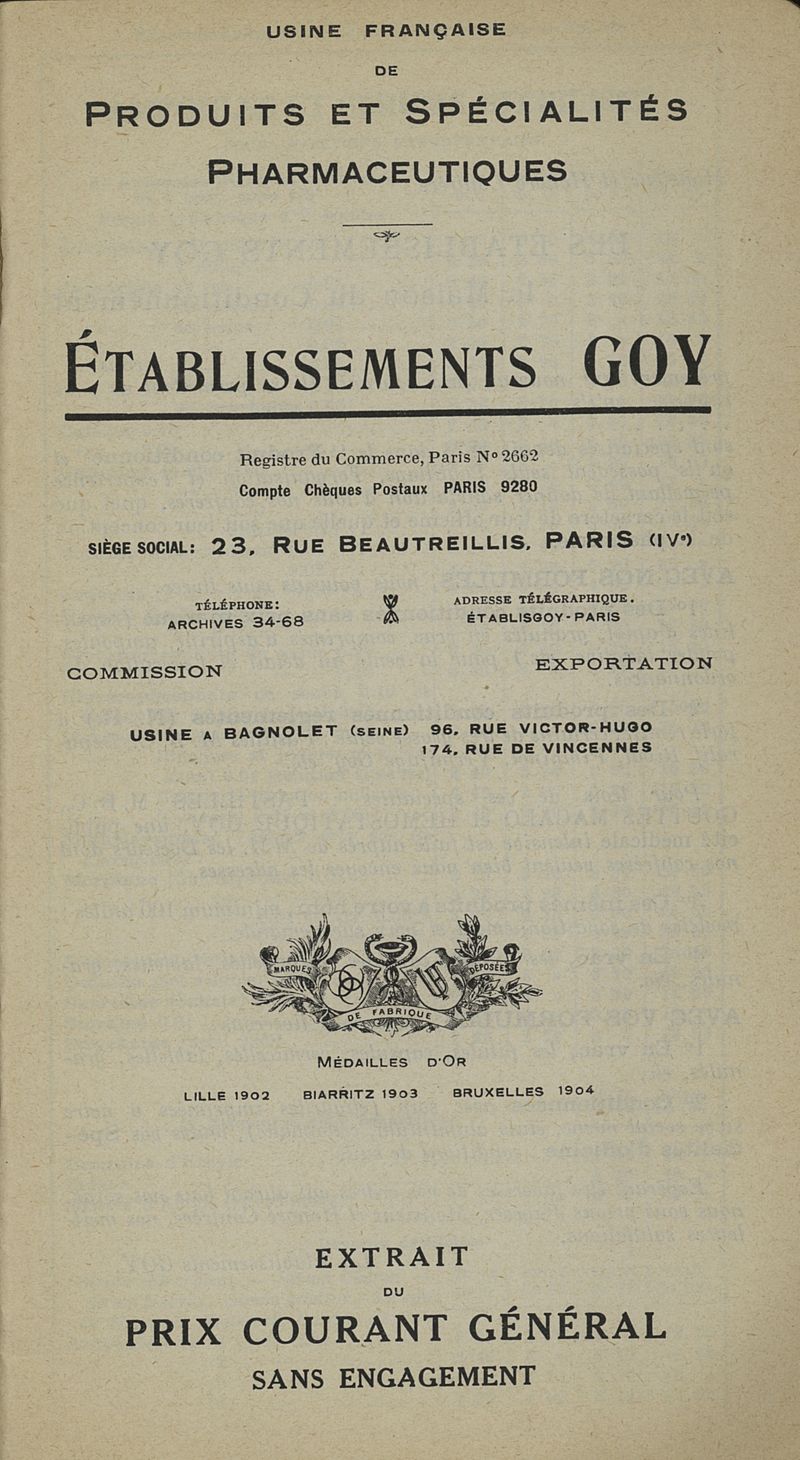 USINE FRANÇAISE
DE
PRODUITS ET SPÉCIALITÉS
PHARMACEUTIQUES
ÉTABLISSEMENTS GOY
Registre du Commerce, Paris Nº 2662
Compte Chèques Postaux PARIS 9280
SIÈGE SOCIAL: 23, RUE BEAUTREILLIS, PARIS (IVº)
TÉLÉPHONE:
ARCHIVES 34-68
ADRESSE TÉLÉGRAPHIQUE.
ÉTABLISGOY-PARIS
COMMISSION
EXPORTATION
USINE A BAGNOLET (SEINE) 96, RUE VICTOR-HUGO
174, RUE DE VINCENNES
MARQUES
DE FABRIQUE
DÉPOSÉES
MÉDAILLES D'OR
LILLE 1902 BIARRITZ 1903 BRUXELLES 1904
EXTRAIT
DU
PRIX COURANT GÉNÉRAL
SANS ENGAGEMENT